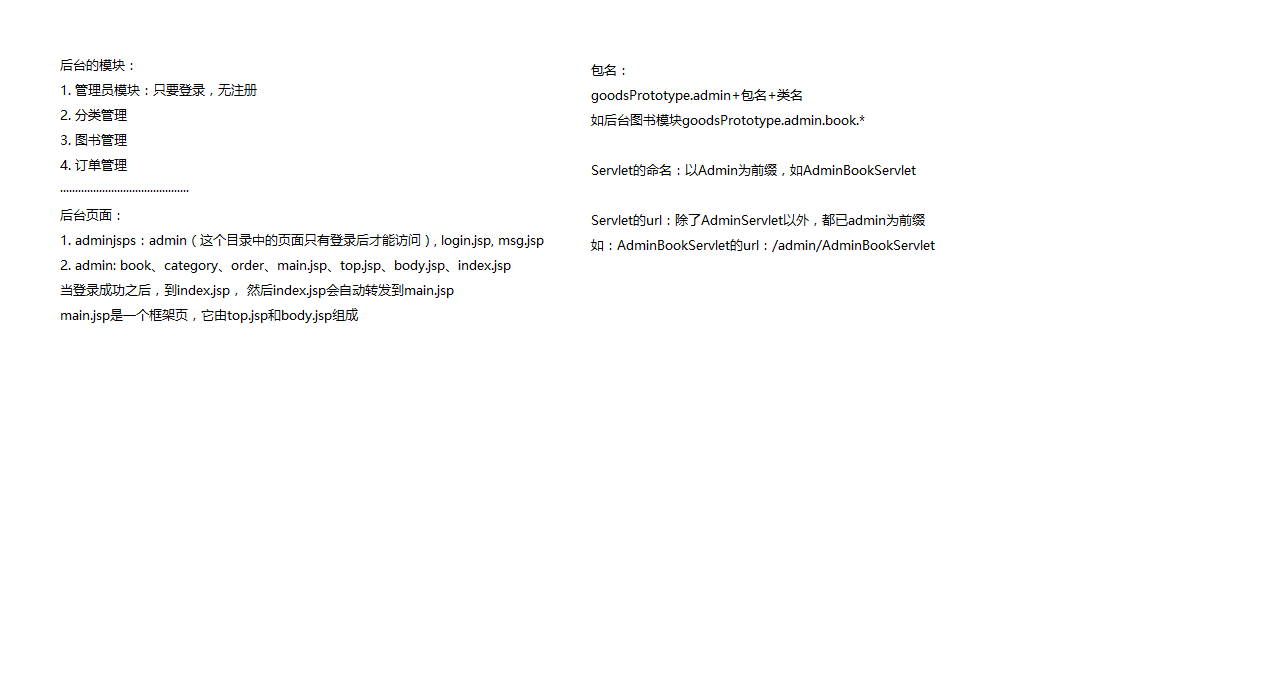 后台的模块：
1. 管理员模块：只要登录，无注册
2. 分类管理
3. 图书管理
4. 订单管理
...........................................
后台页面：
1. adminjsps：admin（这个目录中的页面只有登录后才能访问）, login.jsp, msg.jsp
2. admin: book、category、order、main.jsp、top.jsp、body.jsp、index.jsp
当登录成功之后，到index.jsp， 然后index.jsp会自动转发到main.jsp
main.jsp是一个框架页，它由top.jsp和body.jsp组成
包名：
goodsPrototype.admin+包名+类名
如后台图书模块goodsPrototype.admin.book.*
Servlet的命名：以Admin为前缀，如AdminBookServlet
Servlet的url：除了AdminServlet以外，都已admin为前缀
如：AdminBookServlet的url：/admin/AdminBookServlet